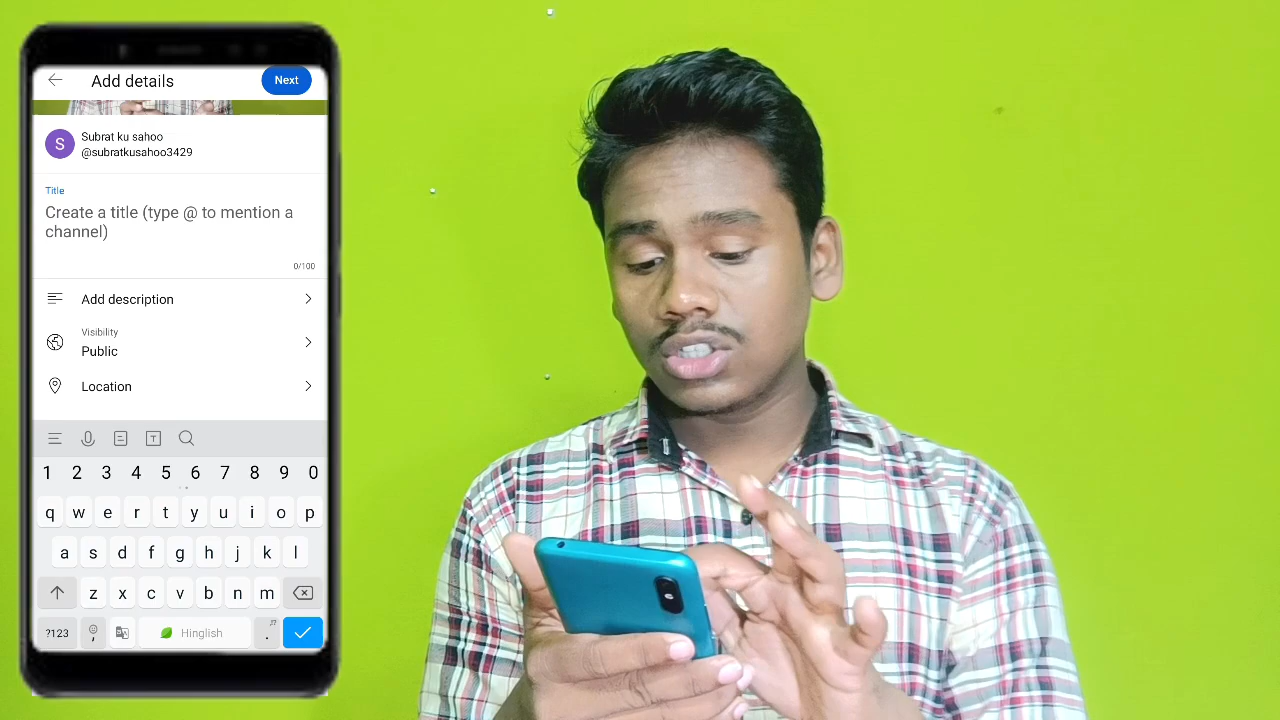 Add details
Next
S
Subrat ku sahoo
@subratkusahoo3429
Title
Create a title (type @ to mention a
channel)
0/100
Add description
Visibility
Public
Location
1 2 3 4 5 6 7 8 9 0
q w e r t y u i o p
a s d f g h j k l
z x c v b n m
?123 , Hinglish .